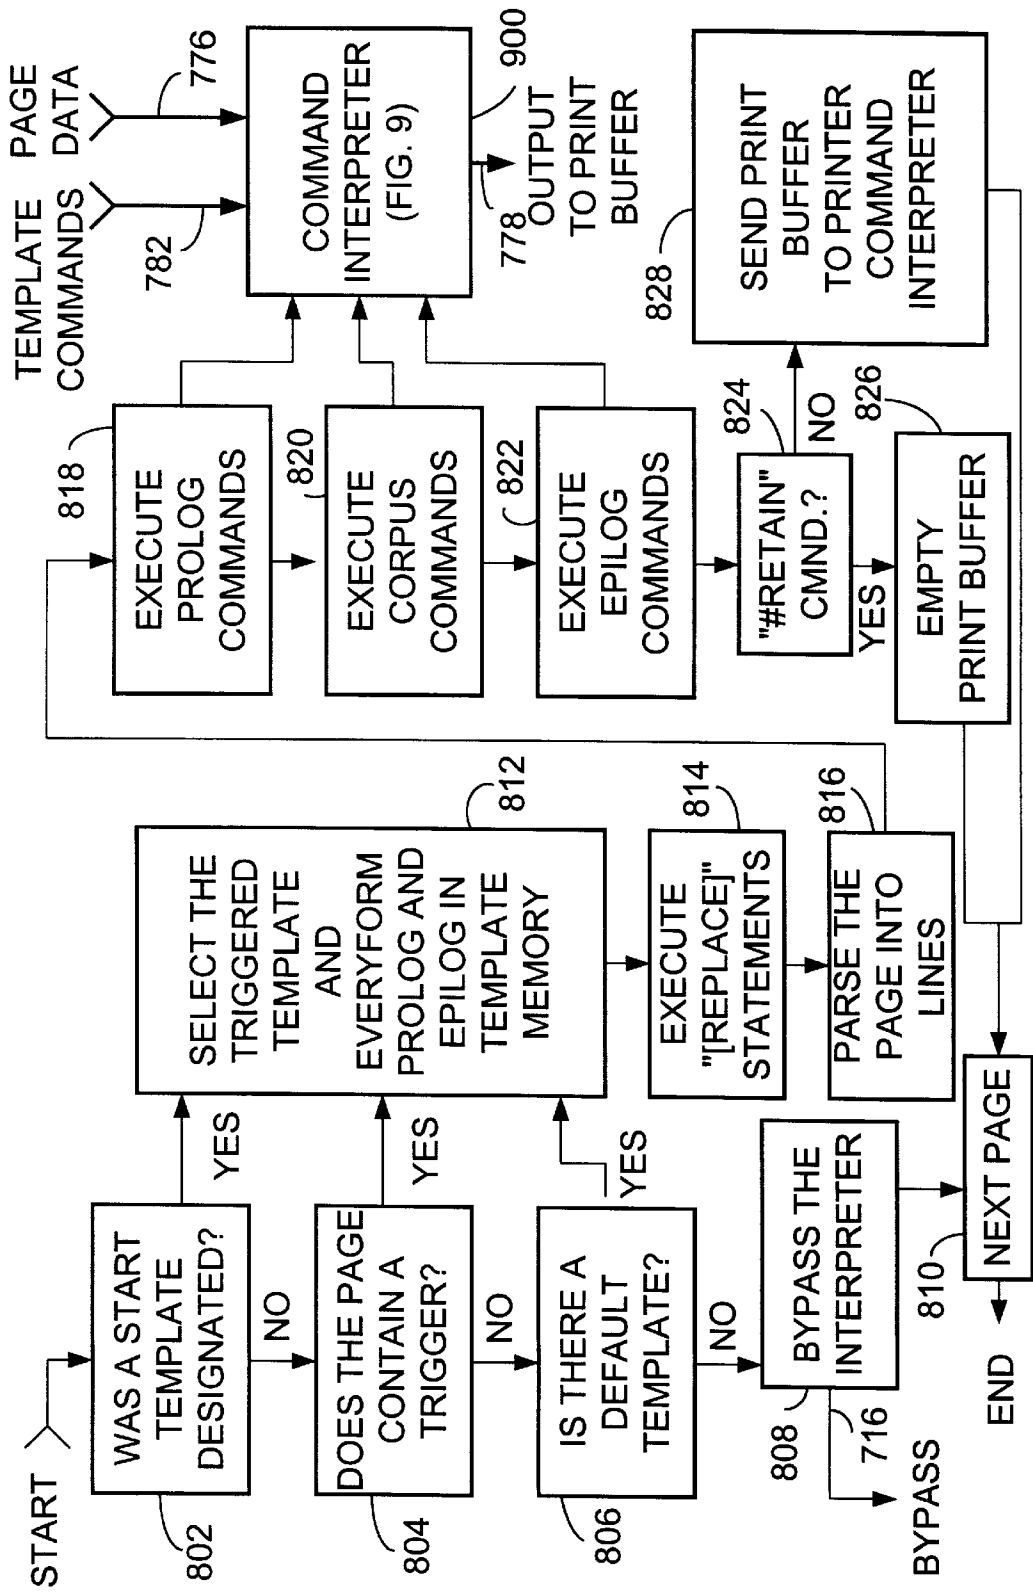 START
802
WAS A START
TEMPLATE
DESIGNATED?
YES
NO
804
DOES THE PAGE
CONTAIN A
TRIGGER?
YES
NO
806
IS THERE A
DEFAULT
TEMPLATE?
YES
NO
808
BYPASS THE
INTERPRETER
716
BYPASS
810
NEXT PAGE
END
812
SELECT THE
TRIGGERED
TEMPLATE
AND
EVERYFORM
PROLOG AND
EPILOG IN
TEMPLATE
MEMORY
814
EXECUTE
"[REPLACE]"
STATEMENTS
816
PARSE THE
PAGE INTO
LINES
818
EXECUTE
PROLOG
COMMANDS
820
EXECUTE
CORPUS
COMMANDS
822
EXECUTE
EPILOG
COMMANDS
824
"#RETAIN"
CMND.?
NO
YES
826
EMPTY
PRINT BUFFER
828
SEND PRINT
BUFFER
TO PRINTER
COMMAND
INTERPRETER
TEMPLATE
COMMANDS
782
PAGE
DATA
776
COMMAND
INTERPRETER
(FIG. 9)
900
778
OUTPUT
TO PRINT
BUFFER